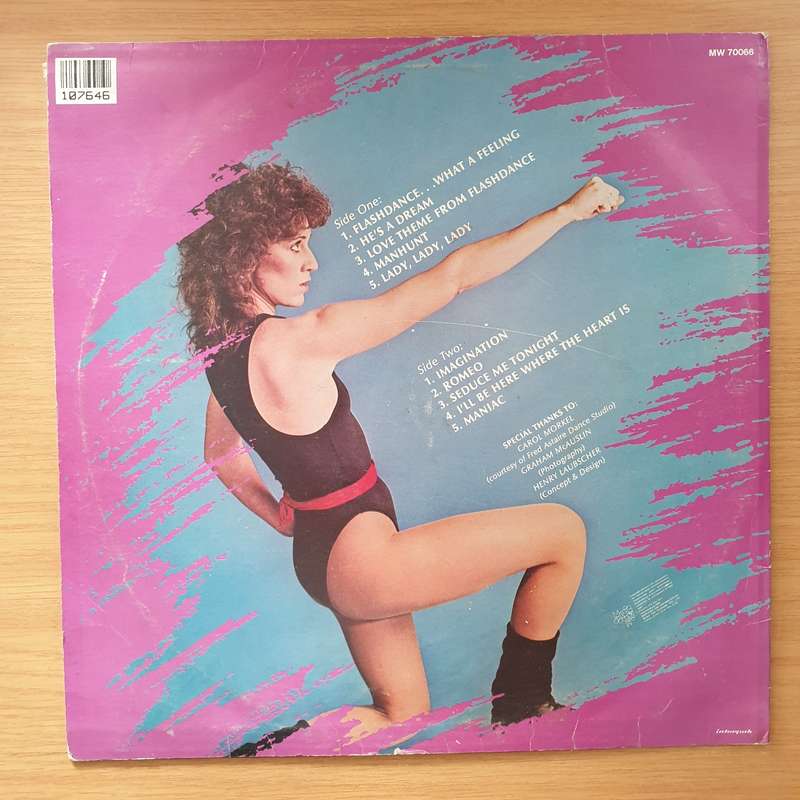 MW 70066
107646
Side One:
1. FLASHDANCE. . .WHAT A FEELING
2. HE'S A DREAM
3. LOVE THEME FROM FLASHDANCE
4. MANHUNT
5. LADY, LADY, LADY
Side Two:
1. IMAGINATION
2. ROMEO
3. SEDUCE ME TONIGHT
4. I'LL BE HERE WHERE THE HEART IS
5. MANIAC
SPECIAL THANKS TO:
CAROL MORKEL
(courtesy of Fred Astaire Dance Studio)
GRAHAM McAUSLIN
(Photography)
HENRY LAUBSCHER
(Concept & Design)